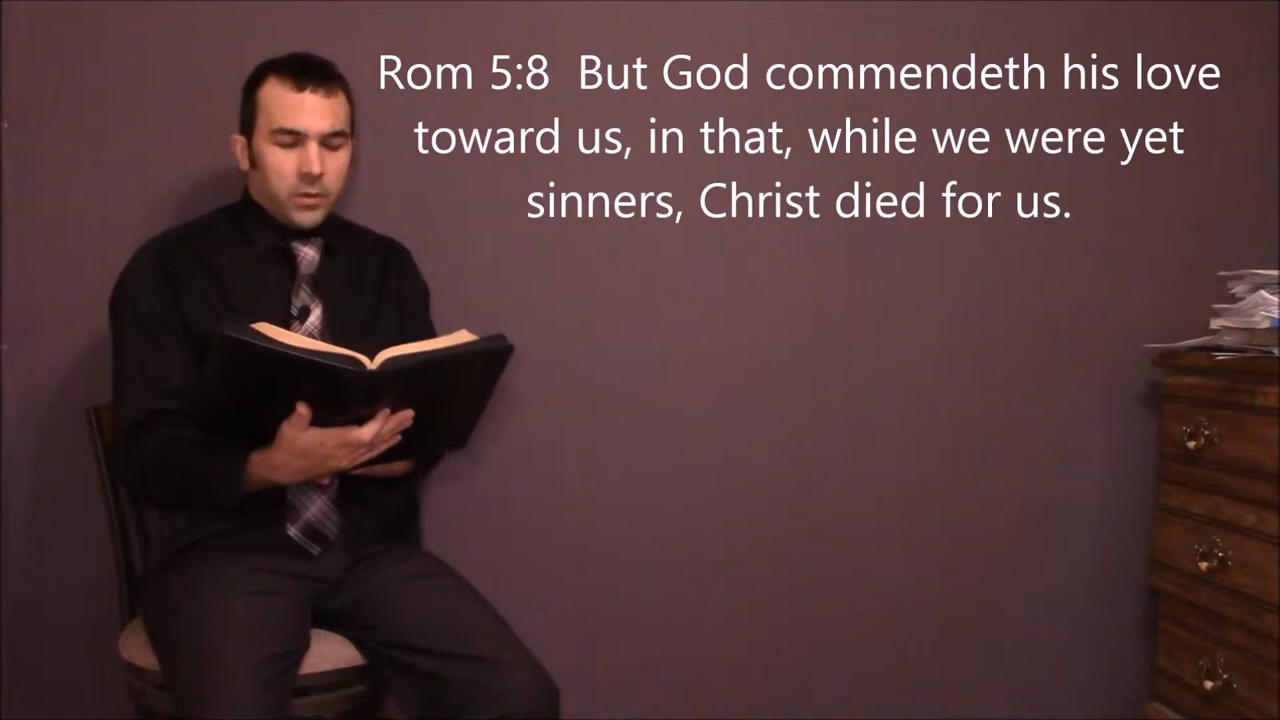 Rom 5:8  But God commendeth his love
toward us, in that, while we were yet
sinners, Christ died for us.